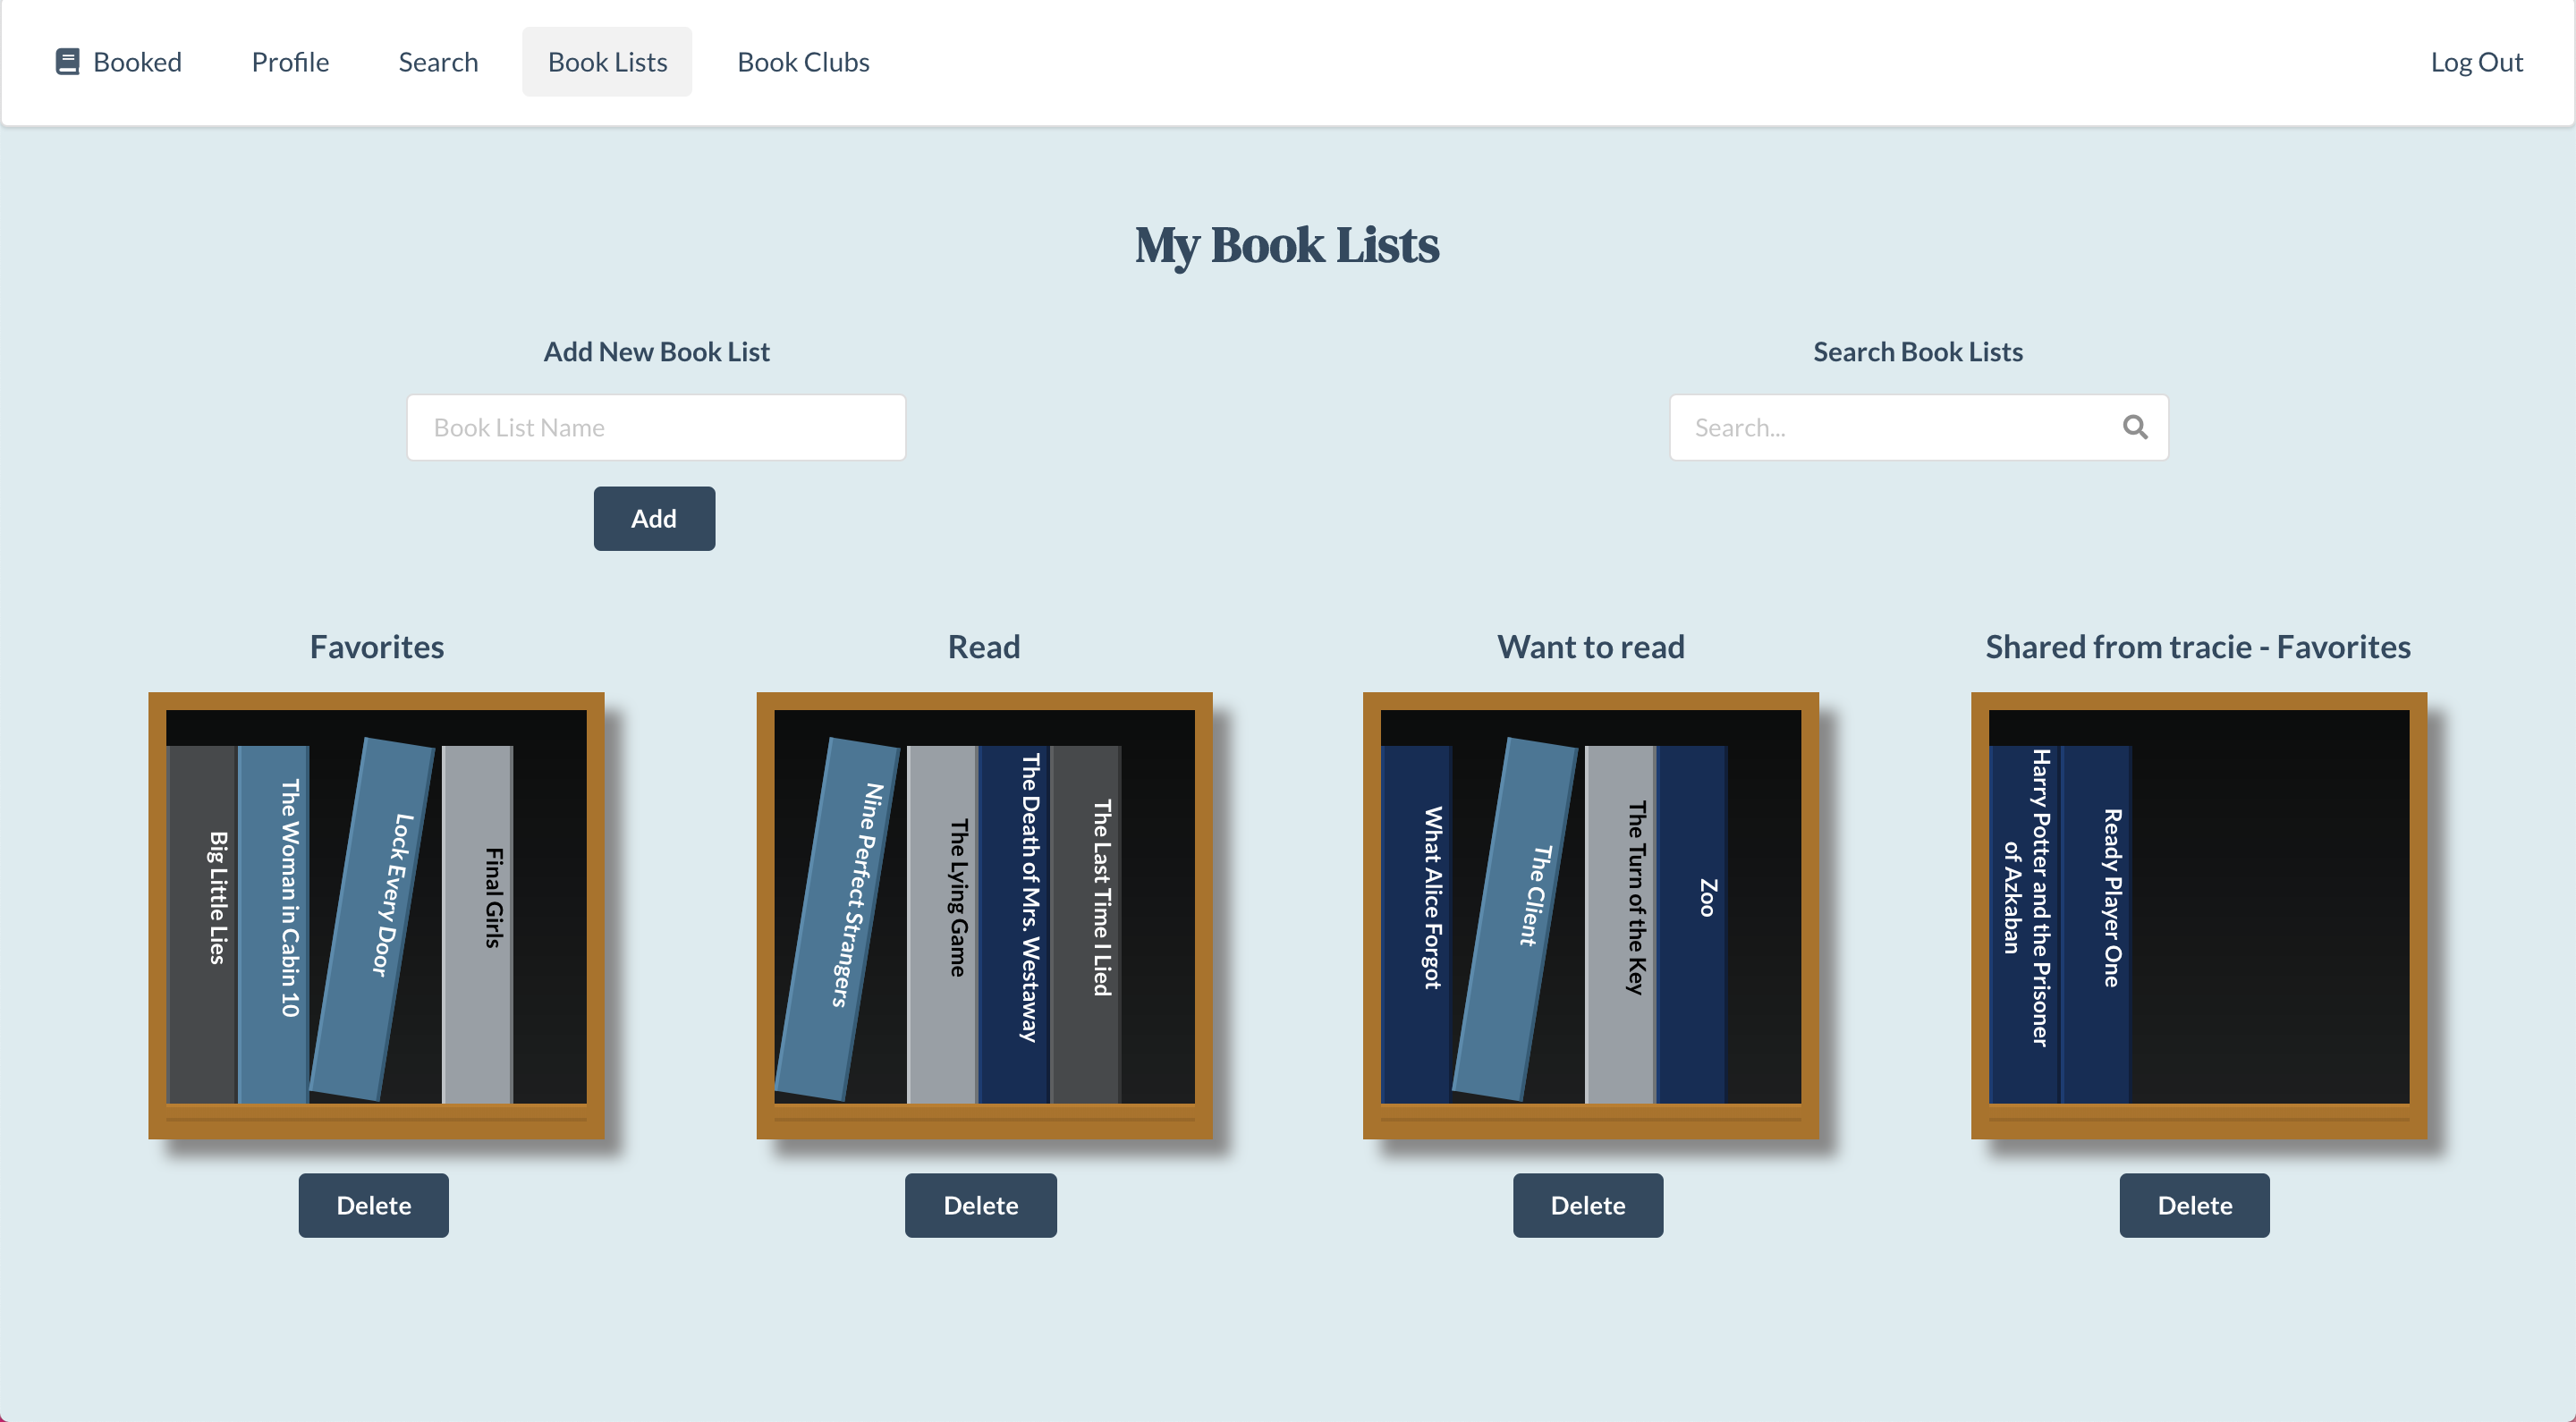 Booked
Profile
Search
Book Lists
Book Clubs
Log Out
My Book Lists
Add New Book List
Book List Name
Add
Search Book Lists
Search...
Favorites
Big Little Lies
The Woman in Cabin 10
Lock Every Door
Final Girls
Delete
Read
Nine Perfect Strangers
The Lying Game
The Death of Mrs. Westaway
The Last Time I Lied
Delete
Want to read
What Alice Forgot
The Client
The Turn of the Key
Zoo
Delete
Shared from tracie - Favorites
Harry Potter and the Prisoner
of Azkaban
Ready Player One
Delete